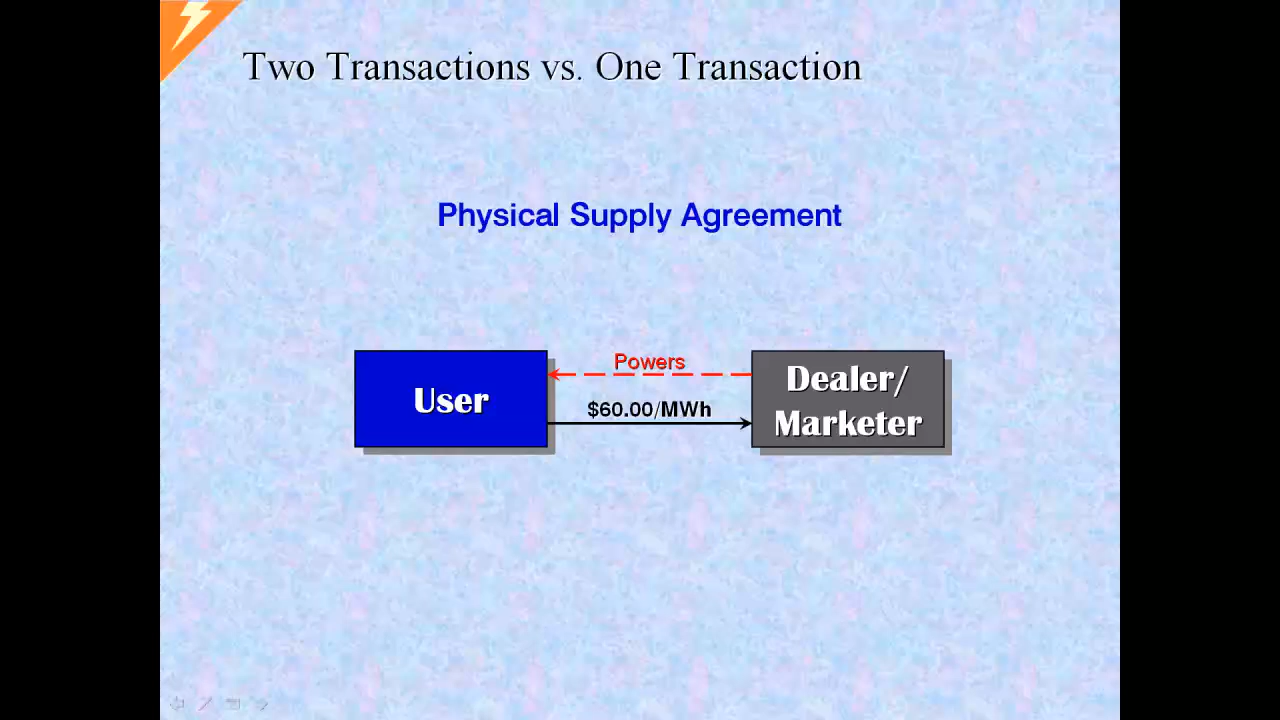 Two Transactions vs. One Transaction
Physical Supply Agreement
User
Powers
$60.00/MWh
Dealer/
Marketer